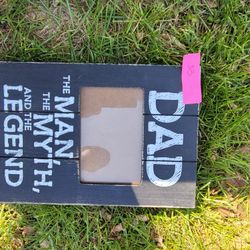 DAD
THE MAN
THE MYTH,
AND THE
LEGEND